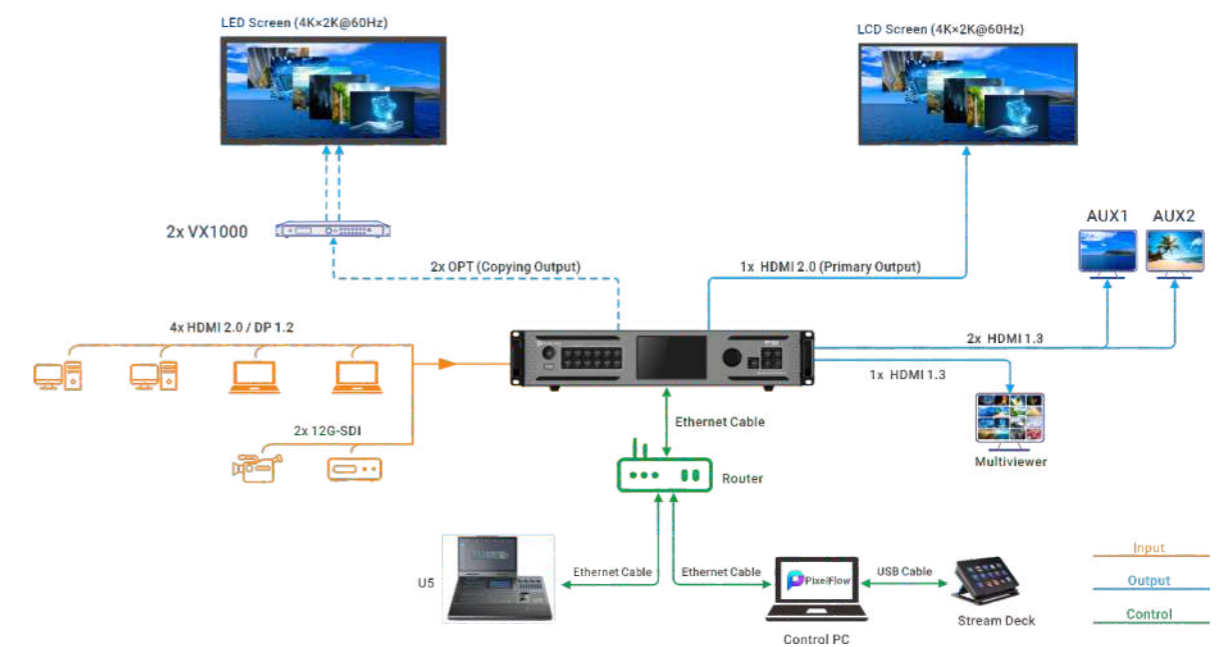 LED Screen (4K×2K@60Hz)
LCD Screen (4K×2K@60Hz)
AUX1
AUX2
2x VX1000
2x OPT (Copying Output)
1x HDMI 2.0 (Primary Output)
4x HDMI 2.0 / DP 1.2
2x HDMI 1.3
1x HDMI 1.3
Ethernet Cable
2x 12G-SDI
Multiviewer
Router
U5
Ethernet Cable
Ethernet Cable
PixelFlow
USB Cable
Stream Deck
Control PC
Input
Output
Control